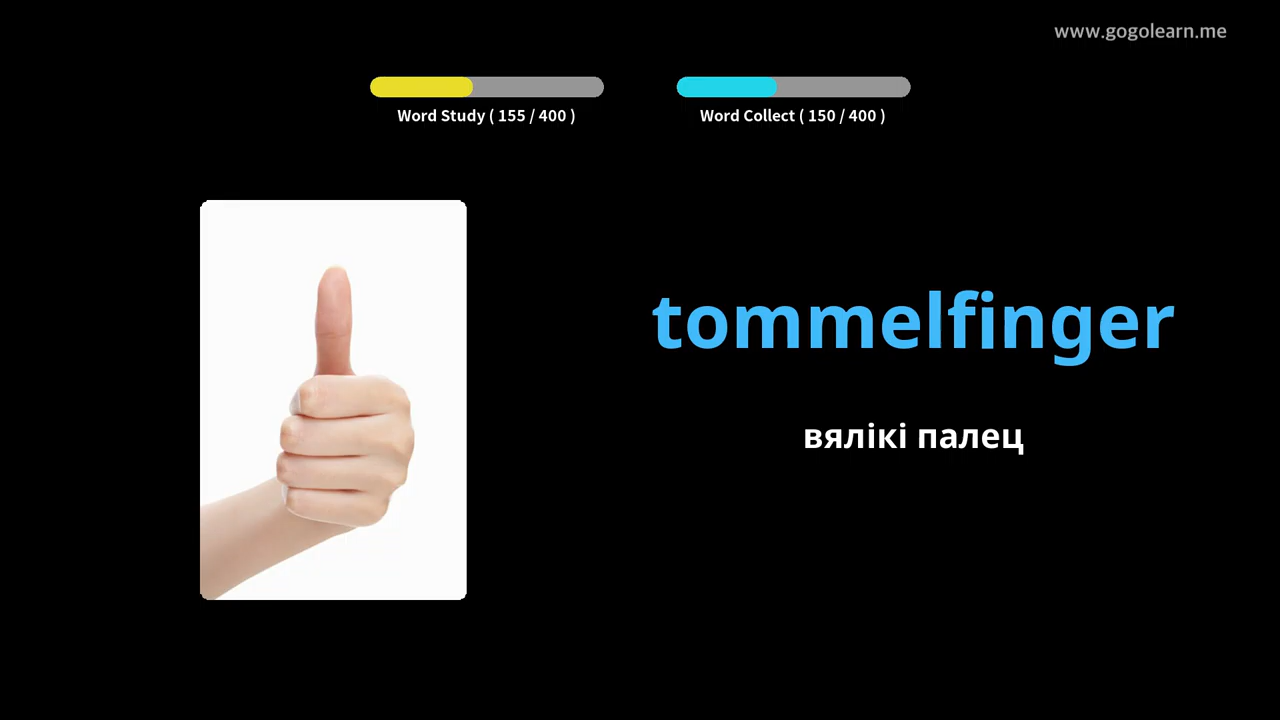 www.gogolearn.me
Word Study ( 155 / 400 )
Word Collect ( 150 / 400 )
tommelfinger
вялікі палец